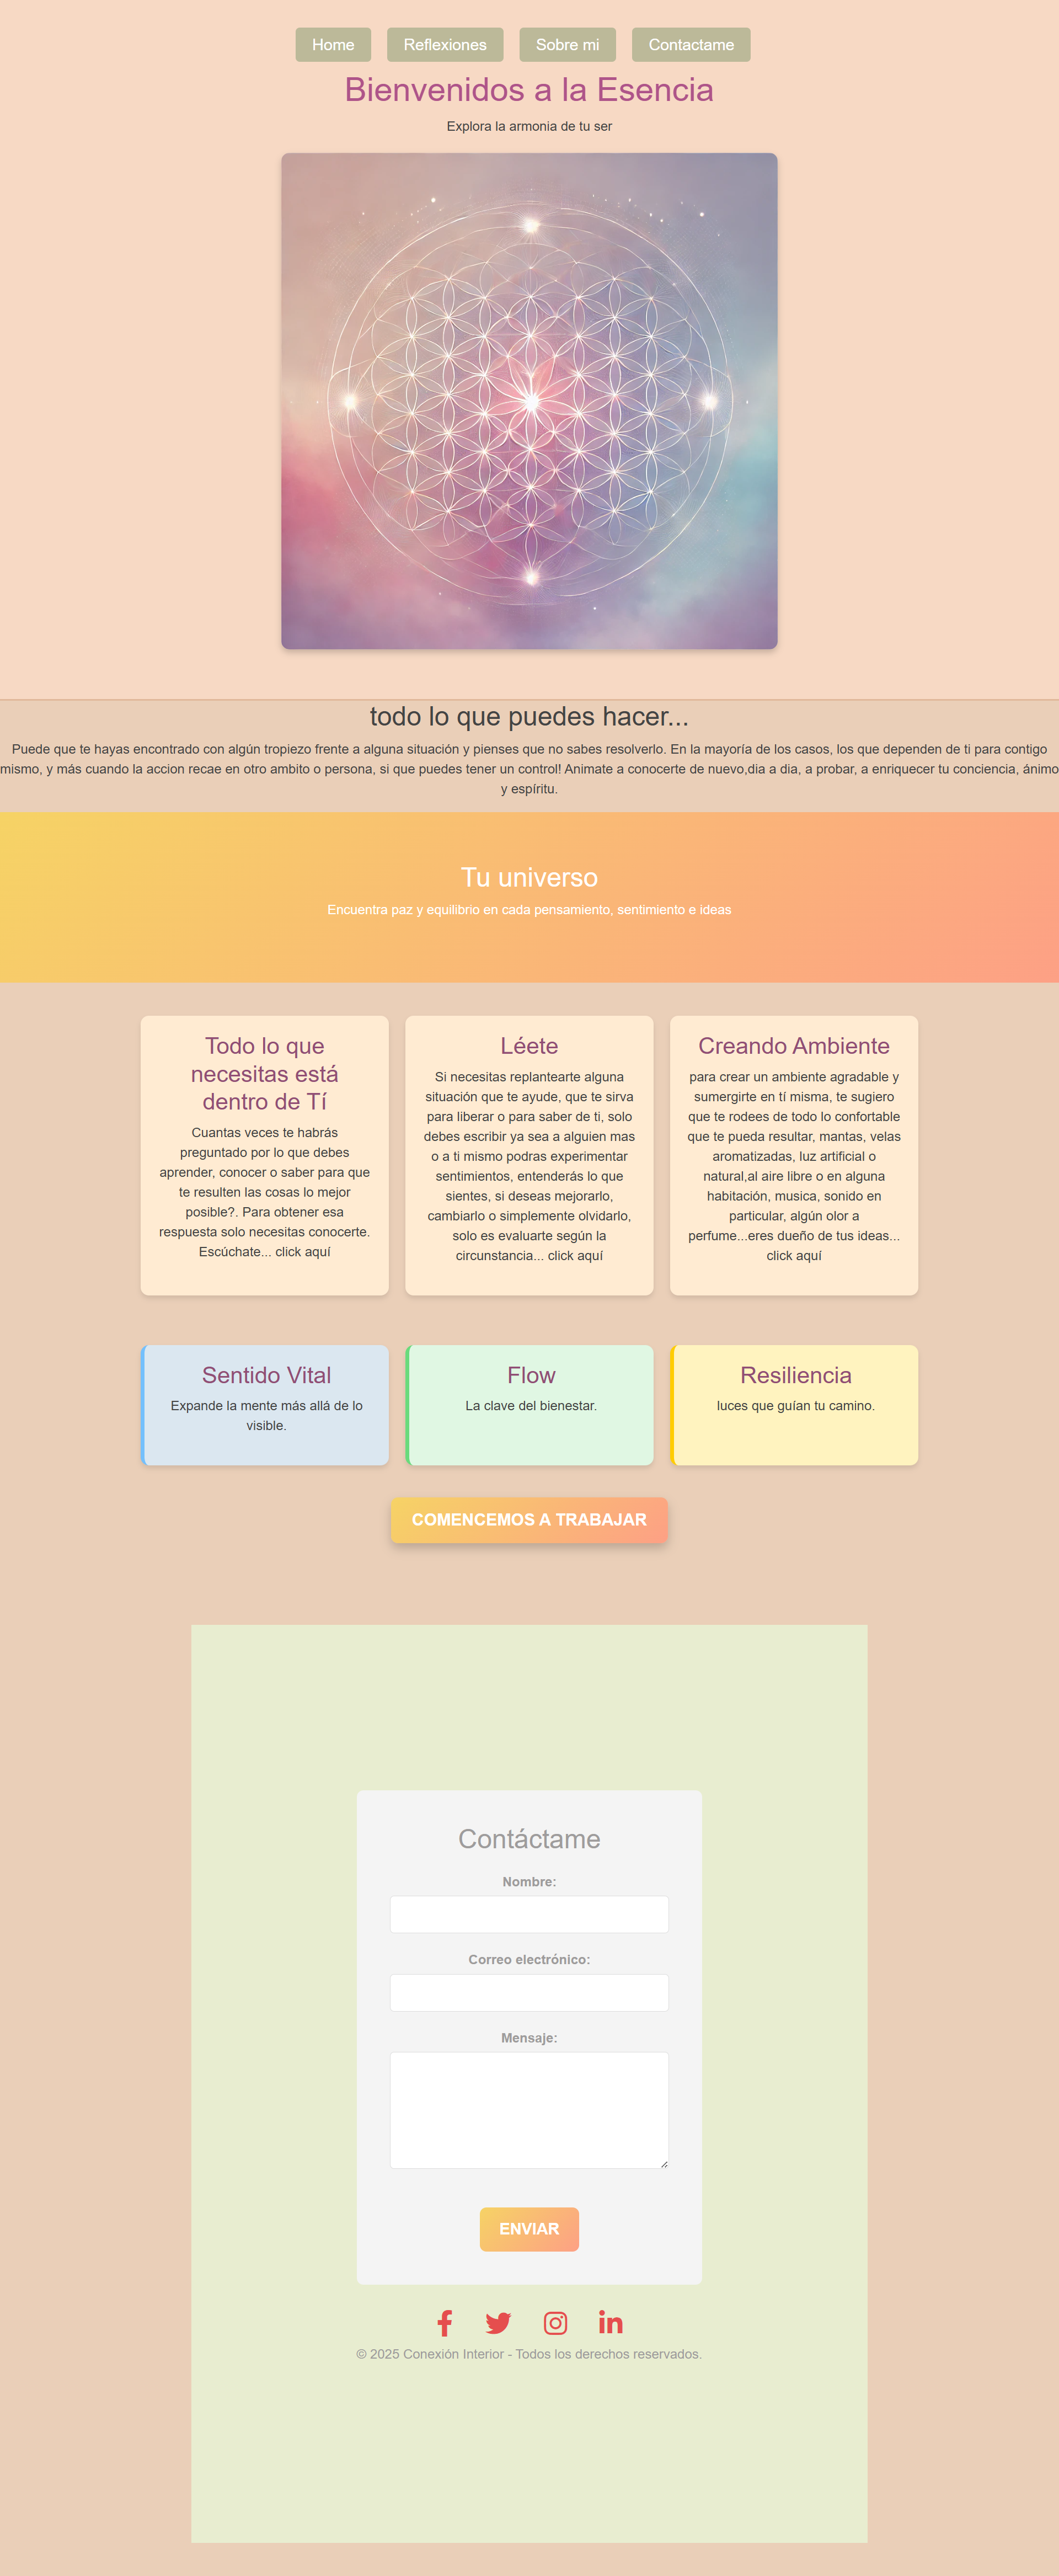 Home Reflexiones Sobre mi Contactame
Bienvenidos a la Esencia
Explora la armonia de tu ser
todo lo que puedes hacer...
Puede que te hayas encontrado con algún tropiezo frente a alguna situación y pienses que no sabes resolverlo. En la mayoría de los casos, los que dependen de ti para contigo
mismo, y más cuando la accion recae en otro ambito o persona, si que puedes tener un control! Animate a conocerte de nuevo,dia a dia, a probar, a enriquecer tu conciencia, ánimo
y espíritu.
Tu universo
Encuentra paz y equilibrio en cada pensamiento, sentimiento e ideas
Todo lo que
necesitas está
dentro de Tí
Cuantas veces te habrás
preguntado por lo que debes
aprender, conocer o saber para que
te resulten las cosas lo mejor
posible?. Para obtener esa
respuesta solo necesitas conocerte.
Escúchate... click aquí
Léete
Si necesitas replantearte alguna
situación que te ayude, que te sirva
para liberar o para saber de ti, solo
debes escribir ya sea a alguien mas
o a ti mismo podras experimentar
sentimientos, entenderás lo que
sientes, si deseas mejorarlo,
cambiarlo o simplemente olvidarlo,
solo es evaluarte según la
circunstancia... click aquí
Creando Ambiente
para crear un ambiente agradable y
sumergirte en tí misma, te sugiero
que te rodees de todo lo confortable
que te pueda resultar, mantas, velas
aromatizadas, luz artificial o
natural,al aire libre o en alguna
habitación, musica, sonido en
particular, algún olor a
perfume...eres dueño de tus ideas...
click aquí
Sentido Vital
Expande la mente más allá de lo
visible.
Flow
La clave del bienestar.
Resiliencia
luces que guían tu camino.
COMENCEMOS A TRABAJAR
Contáctame
Nombre:
Correo electrónico:
Mensaje:
ENVIAR
© 2025 Conexión Interior - Todos los derechos reservados.